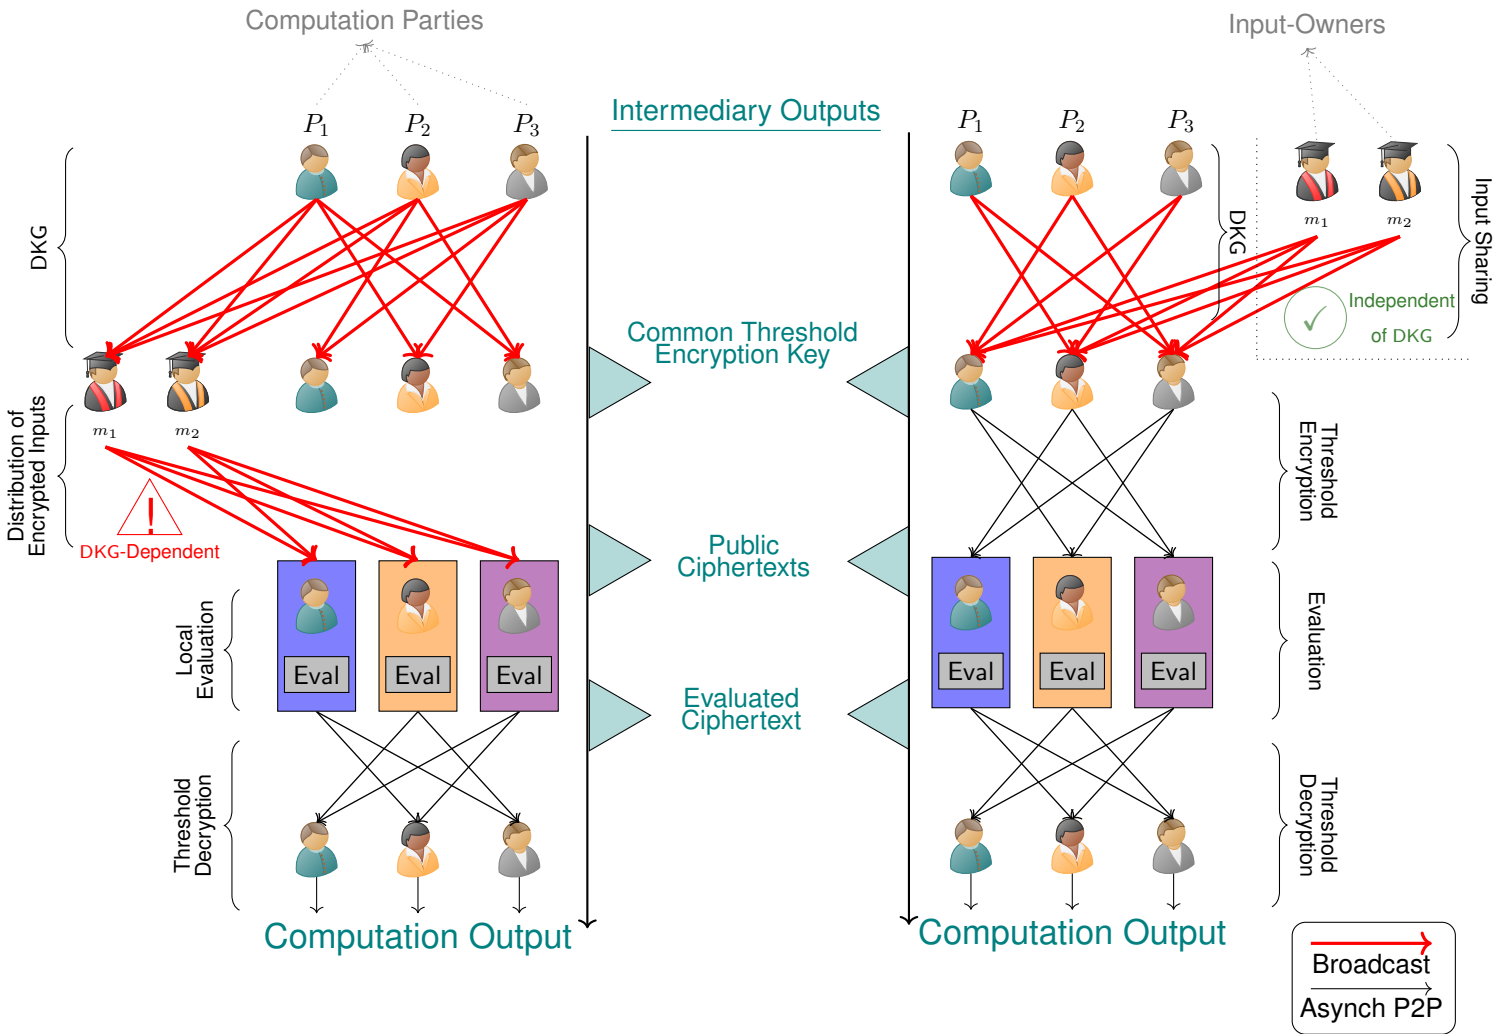 Computation Parties
Input-Owners
Intermediary Outputs
P1
P2
P3
P1
P2
P3
DKG
DKG
m1
m2
Input Sharing
Independent
of DKG
Common Threshold
Encryption Key
m1
m2
Distribution of
Encrypted Inputs
!
DKG-Dependent
Threshold
Encryption
Public
Ciphertexts
Local
Evaluation
Eval
Eval
Eval
Eval
Eval
Eval
Evaluation
Evaluated
Ciphertext
Threshold
Decryption
Threshold
Decryption
Computation Output
Computation Output
Broadcast
Asynch P2P